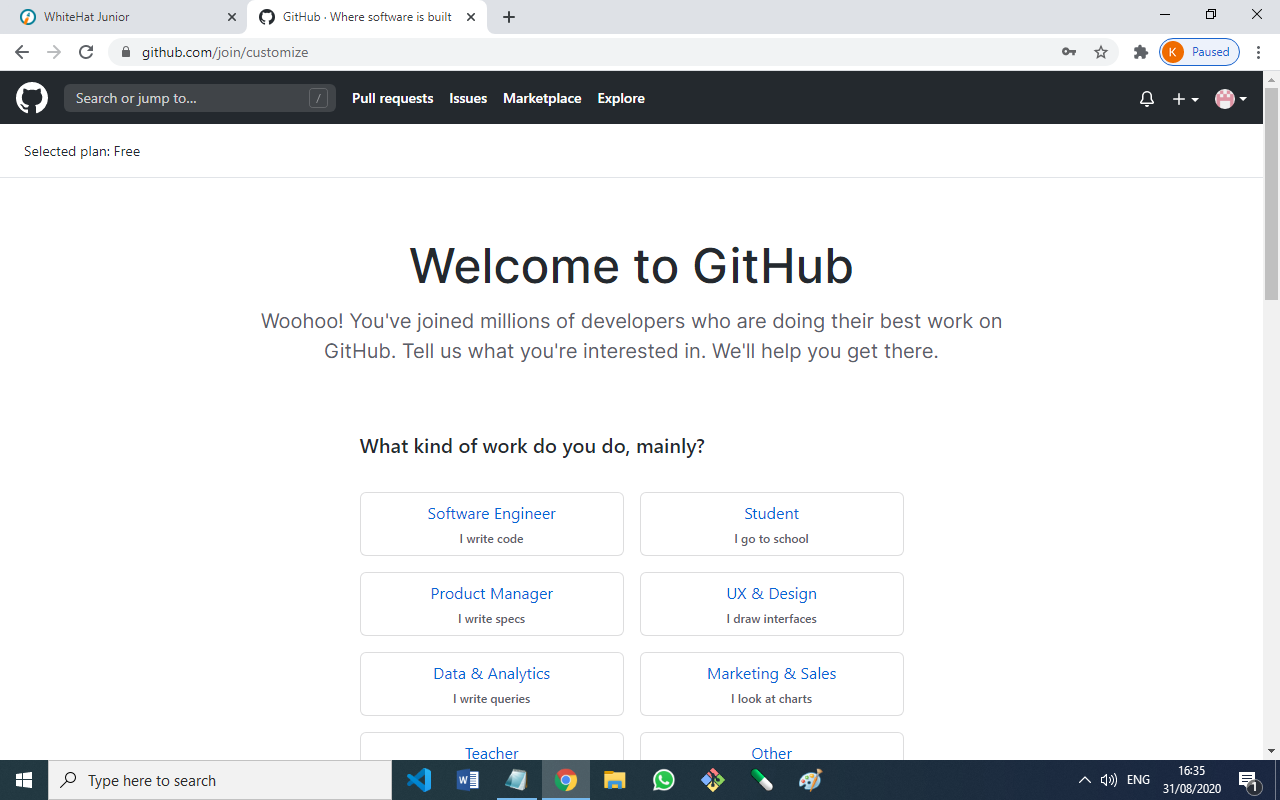 WhiteHat Junior
GitHub · Where software is built
github.com/join/customize
K Paused
Search or jump to... /
Pull requests Issues Marketplace Explore
Selected plan: Free
Welcome to GitHub
Woohoo! You've joined millions of developers who are doing their best work on
GitHub. Tell us what you're interested in. We'll help you get there.
What kind of work do you do, mainly?
Software Engineer
I write code
Student
I go to school
Product Manager
I write specs
UX & Design
I draw interfaces
Data & Analytics
I write queries
Marketing & Sales
I look at charts
Teacher
Other
Type here to search
ENG
16:35
31/08/2020
1